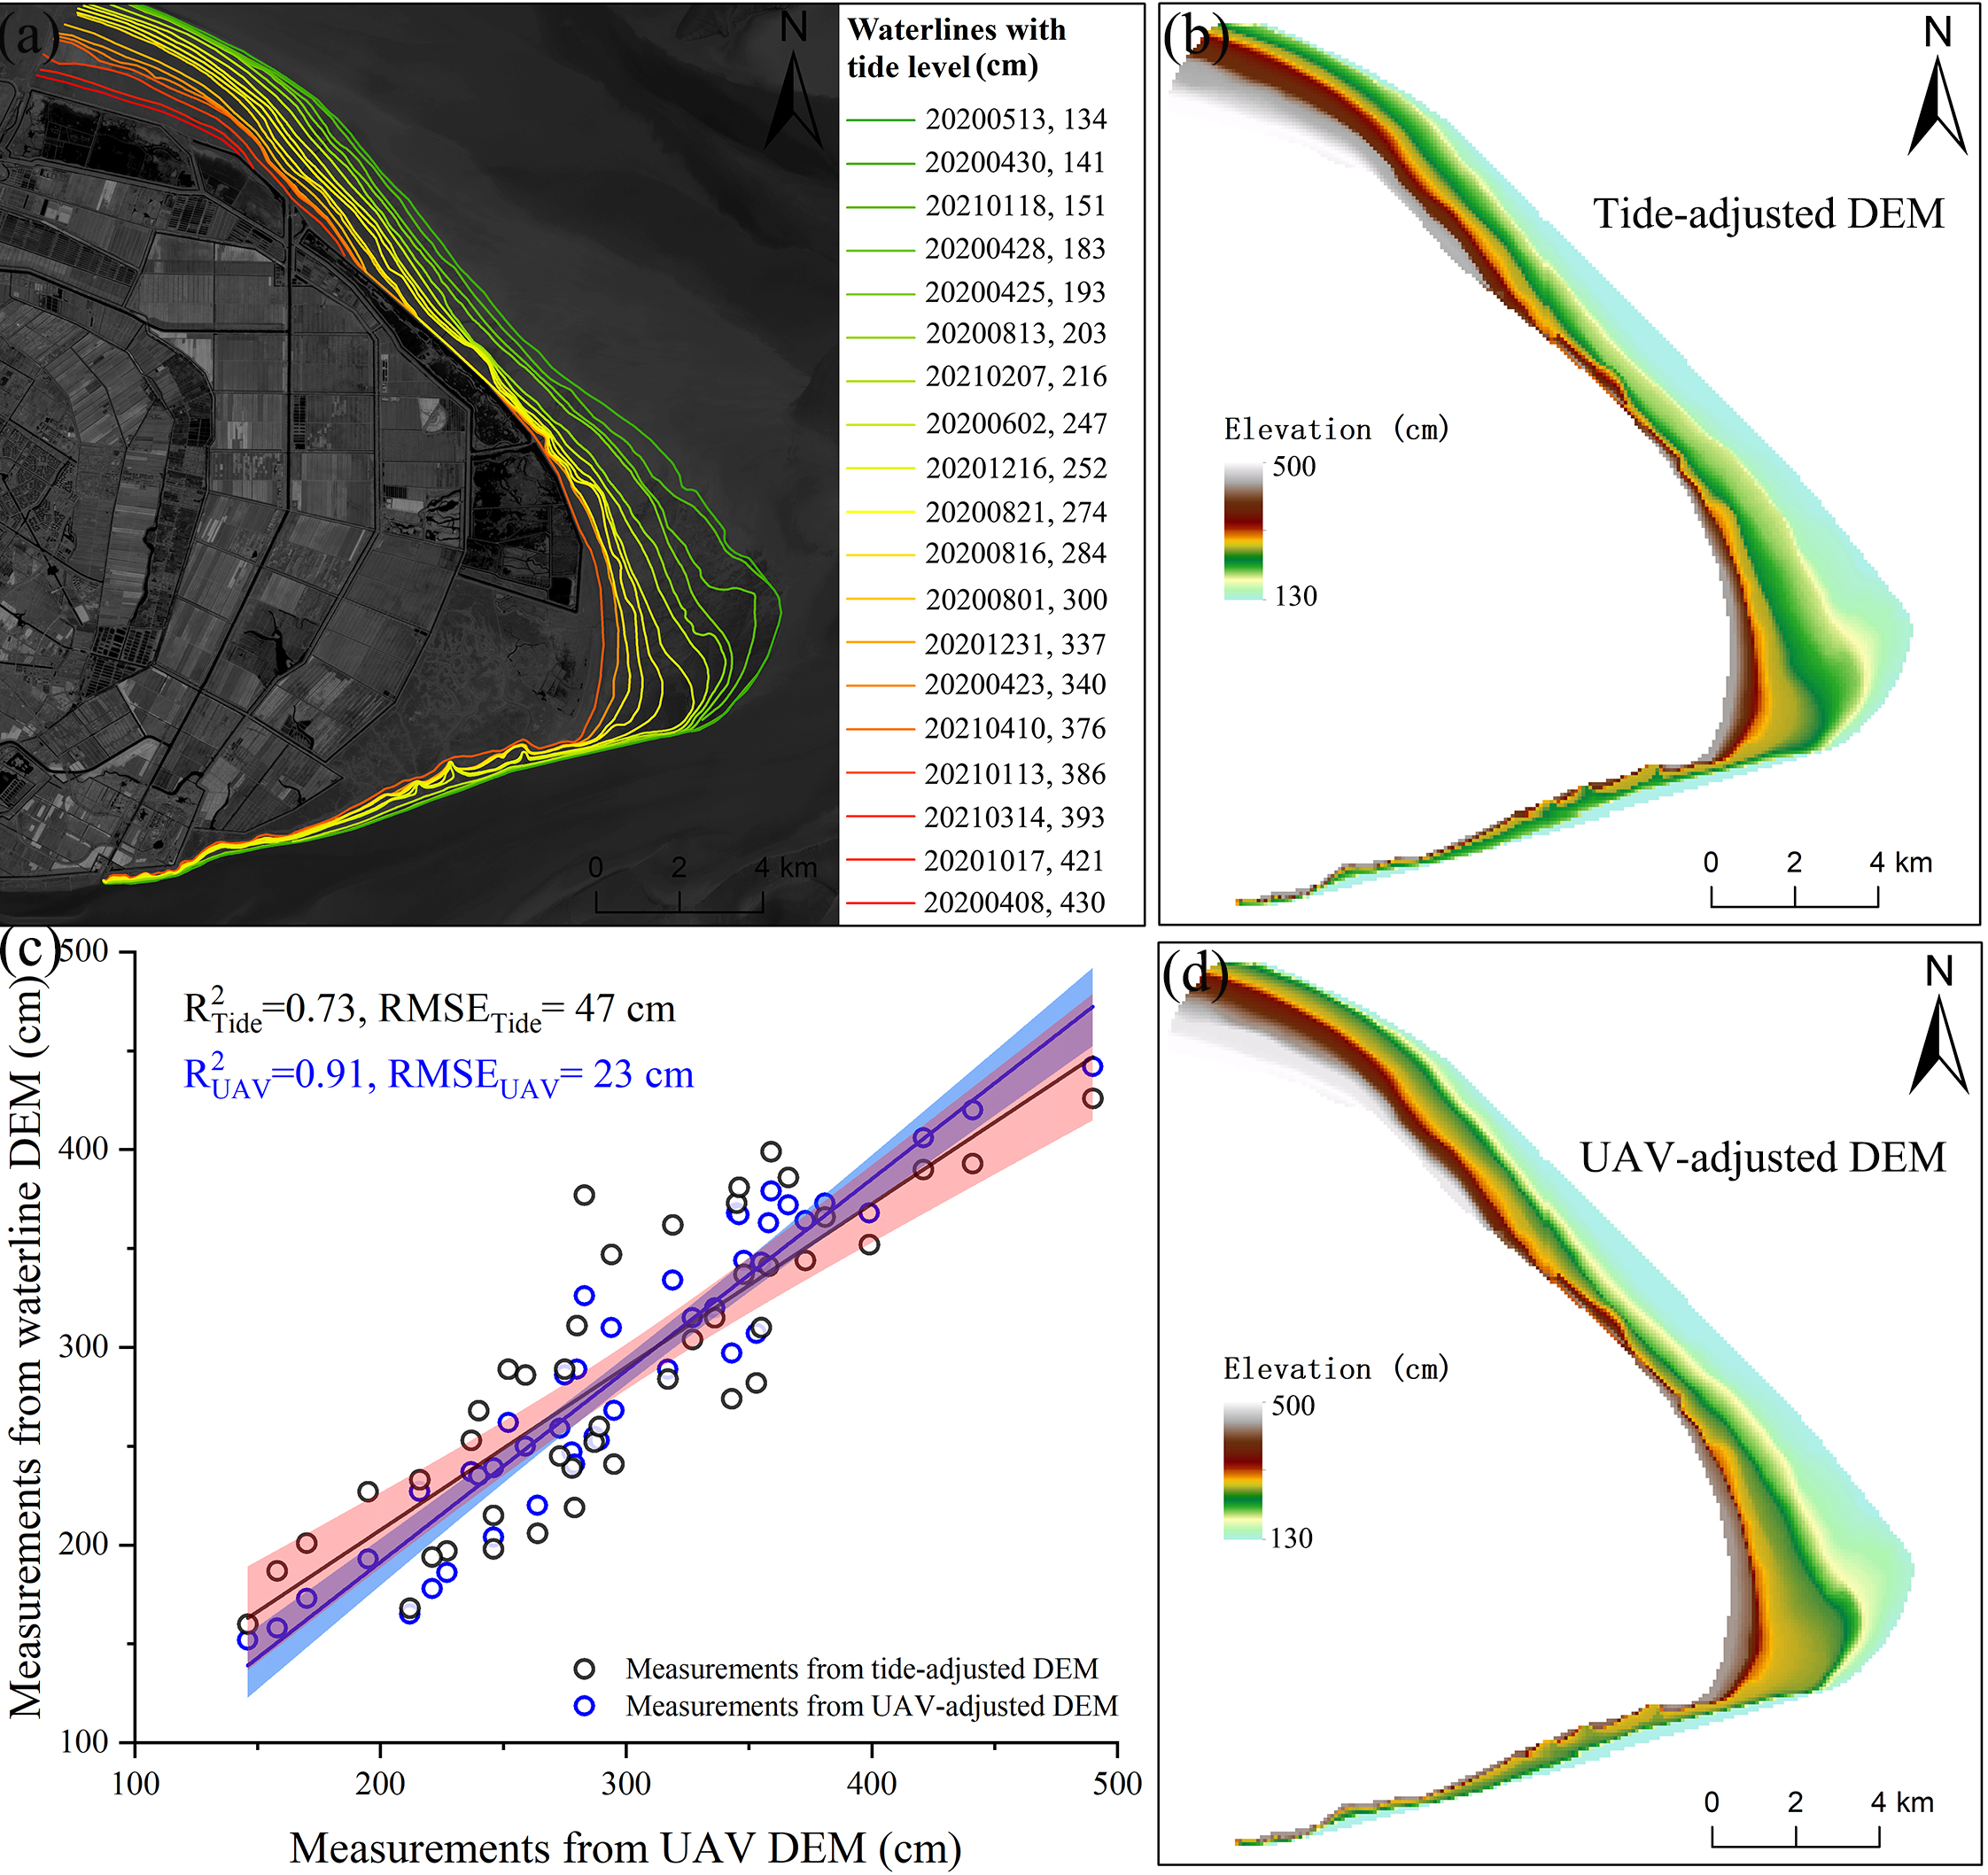 (a)
N
0 2 4 km
Waterlines with
tide level (cm)
20200513, 134
20200430, 141
20210118, 151
20200428, 183
20200425, 193
20200813, 203
20210207, 216
20200602, 247
20201216, 252
20200821, 274
20200816, 284
20200801, 300
20201231, 337
20200423, 340
20210410, 376
20210113, 386
20210314, 393
20201017, 421
20200408, 430
(b)
N
Tide-adjusted DEM
Elevation (cm)
500
130
0 2 4 km
(c)
R²Tide=0.73, RMSETide= 47 cm
R²UAV=0.91, RMSEUAV= 23 cm
Measurements from waterline DEM (cm)
500
400
300
200
100
Measurements from tide-adjusted DEM
Measurements from UAV-adjusted DEM
100 200 300 400 500
Measurements from UAV DEM (cm)
(d)
N
UAV-adjusted DEM
Elevation (cm)
500
130
0 2 4 km